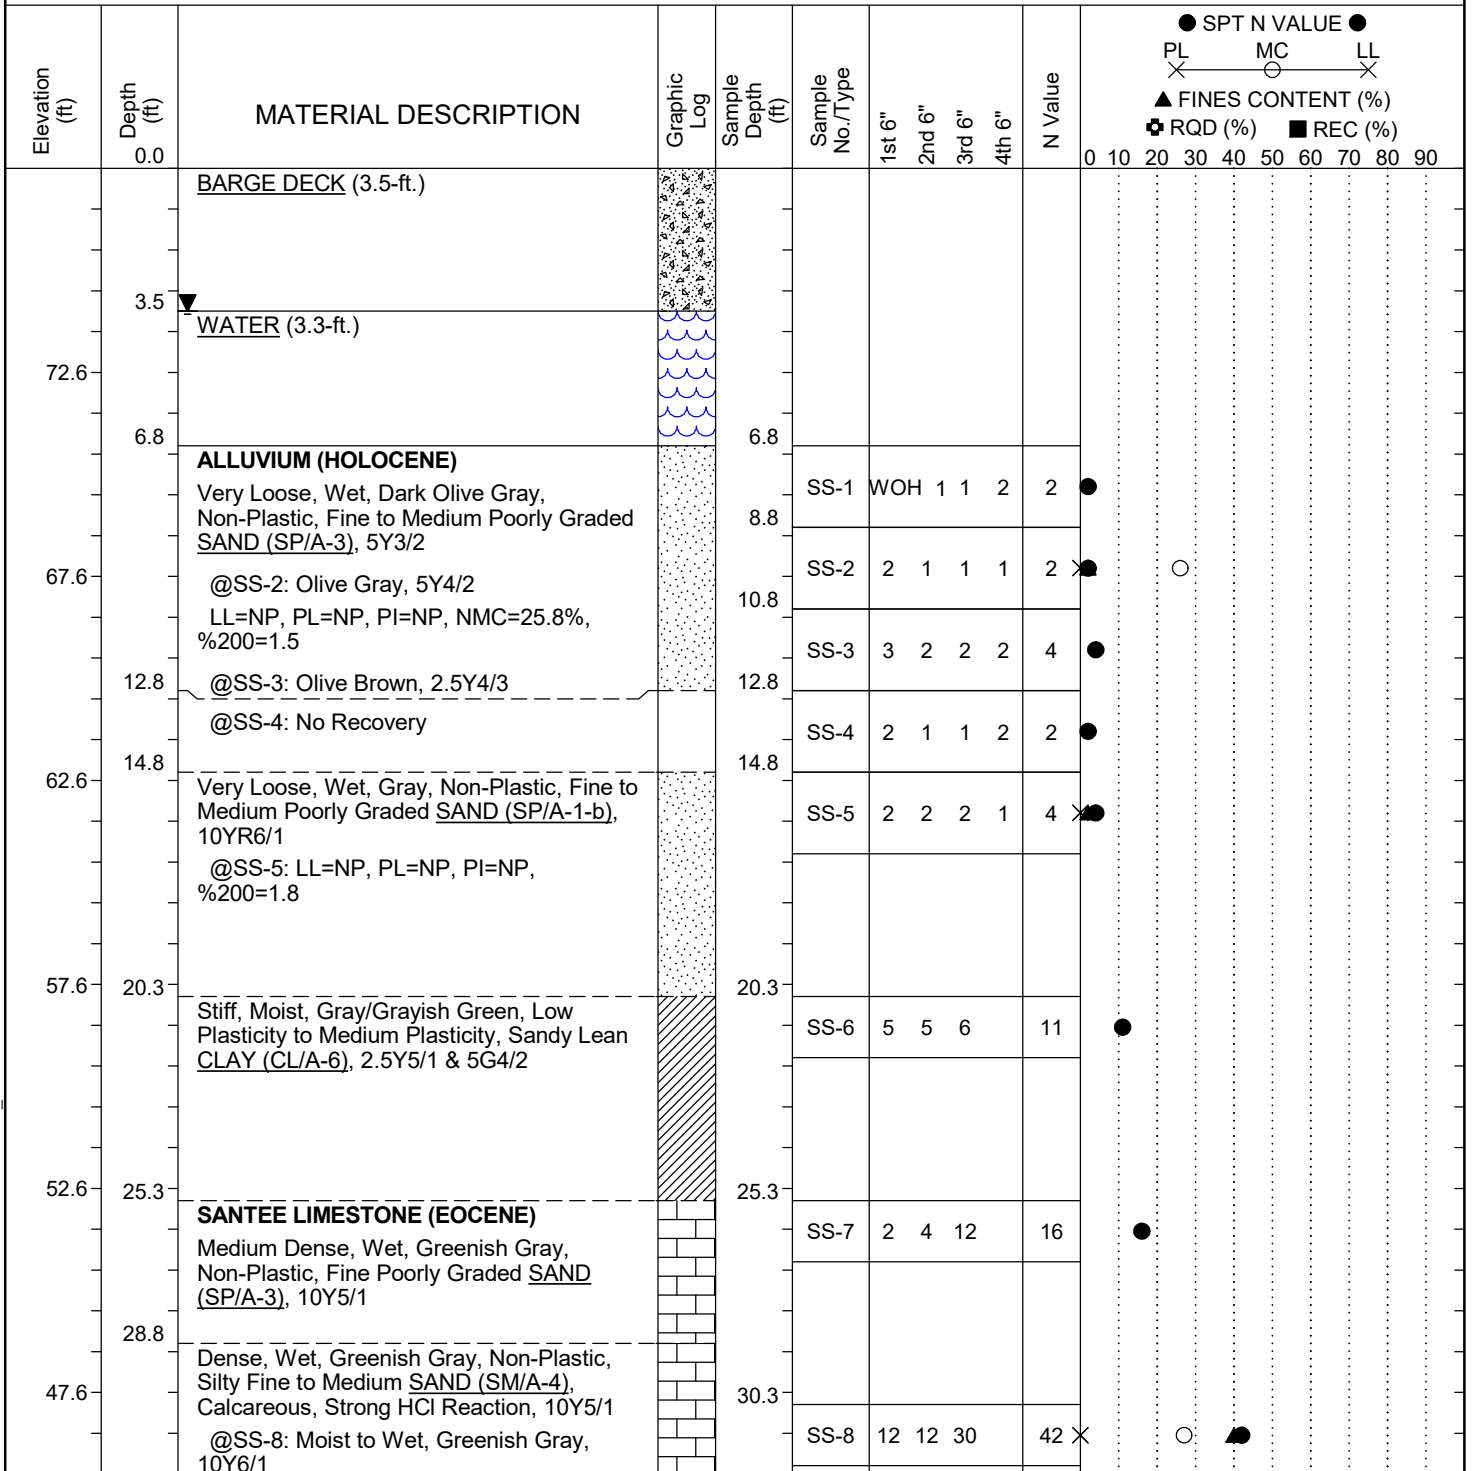 ● SPT N VALUE ●
PL MC LL
▲ FINES CONTENT (%)
RQD (%) ■ REC (%)
Elevation (ft)
Depth (ft)
0.0
MATERIAL DESCRIPTION
Graphic Log
Sample Depth (ft)
Sample No./Type
1st 6"
2nd 6"
3rd 6"
4th 6"
N Value
0 10 20 30 40 50 60 70 80 90
BARGE DECK (3.5-ft.)
3.5
WATER (3.3-ft.)
72.6
6.8 6.8
ALLUVIUM (HOLOCENE)
Very Loose, Wet, Dark Olive Gray,
Non-Plastic, Fine to Medium Poorly Graded
SAND (SP/A-3), 5Y3/2
SS-1 WOH 1 1 2 2
8.8
67.6
@SS-2: Olive Gray, 5Y4/2
SS-2 2 1 1 1 2
10.8
LL=NP, PL=NP, PI=NP, NMC=25.8%,
%200=1.5
SS-3 3 2 2 2 4
12.8 @SS-3: Olive Brown, 2.5Y4/3 12.8
@SS-4: No Recovery
SS-4 2 1 1 2 2
14.8 14.8
62.6
Very Loose, Wet, Gray, Non-Plastic, Fine to
Medium Poorly Graded SAND (SP/A-1-b),
10YR6/1
SS-5 2 2 2 1 4
@SS-5: LL=NP, PL=NP, PI=NP,
%200=1.8
57.6 20.3 20.3
Stiff, Moist, Gray/Grayish Green, Low
Plasticity to Medium Plasticity, Sandy Lean
CLAY (CL/A-6), 2.5Y5/1 & 5G4/2
SS-6 5 5 6 11
52.6 25.3 25.3
SANTEE LIMESTONE (EOCENE)
SS-7 2 4 12 16
Medium Dense, Wet, Greenish Gray,
Non-Plastic, Fine Poorly Graded SAND
(SP/A-3), 10Y5/1
28.8
Dense, Wet, Greenish Gray, Non-Plastic,
Silty Fine to Medium SAND (SM/A-4),
Calcareous, Strong HCl Reaction, 10Y5/1
47.6 30.3
@SS-8: Moist to Wet, Greenish Gray,
10Y6/1
SS-8 12 12 30 42